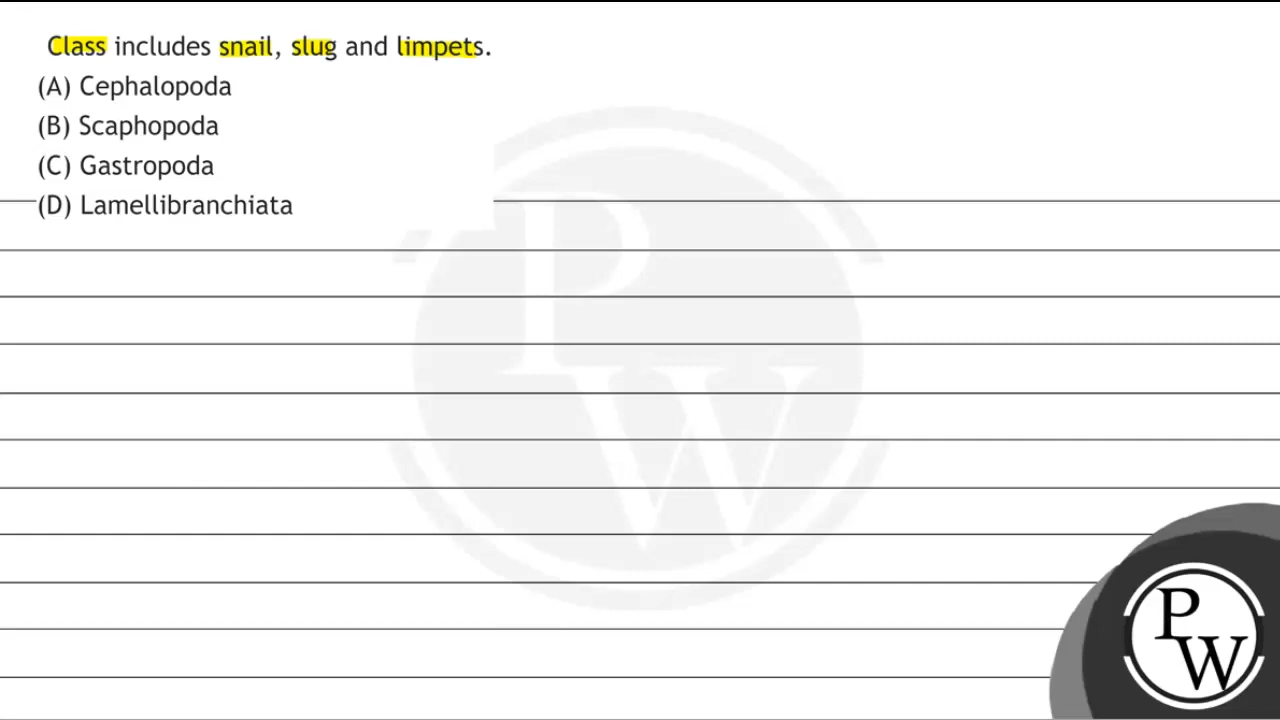 Class includes snail, slug and limpets.
(A) Cephalopoda
(B) Scaphopoda
(C) Gastropoda
(D) Lamellibranchiata
P
W
P
W